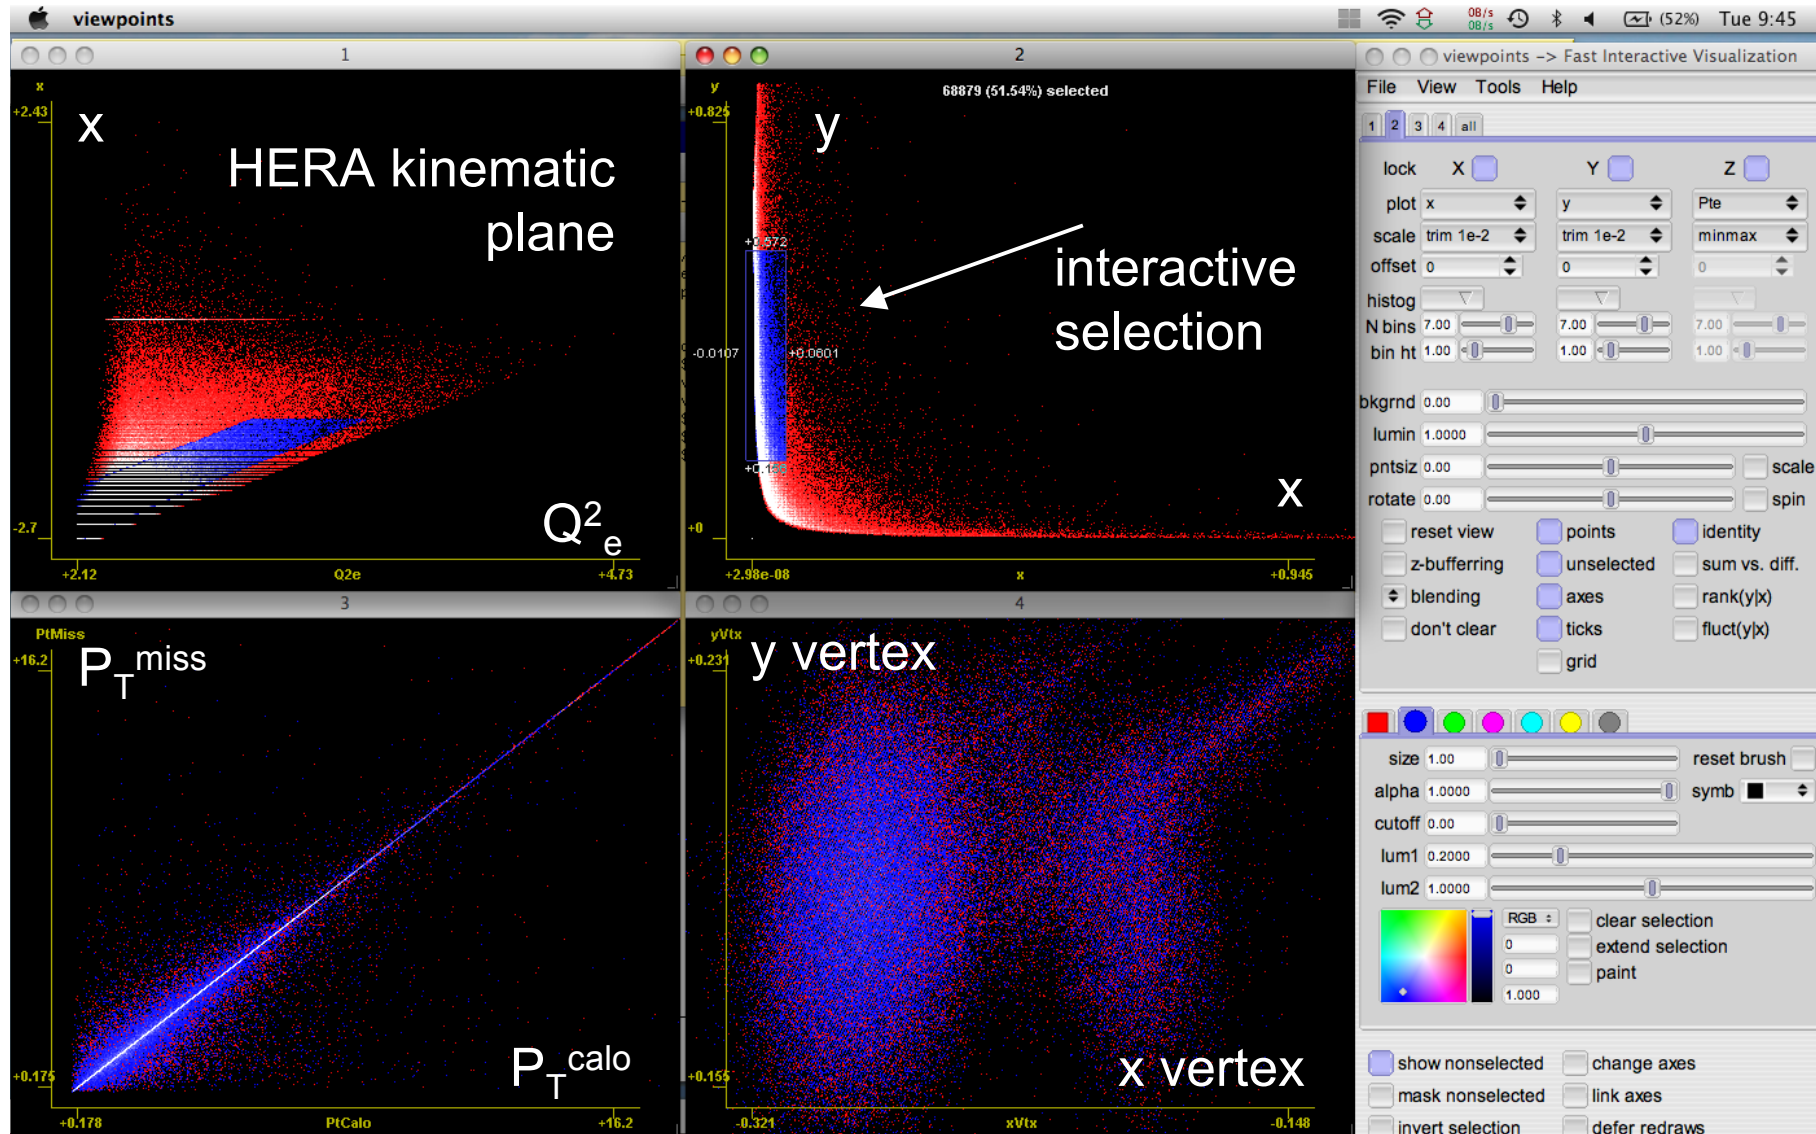 viewpoints
0B/s
0B/s
(52%) Tue 9:45
1
x
+2.43
x
HERA kinematic
plane
-2.7
Q2e
+2.12
Q2e
+4.73
2
y
+0.825
y
68879 (51.54%) selected
+0.572
interactive
selection
-0.0107
+0.0601
x
+0
+2.98e-08
x
+0.945
3
PtMiss
+16.2
PTmiss
+0.175
PTcalo
+0.178
PtCalo
+16.2
4
yVtx
+0.231
y vertex
+0.155
x vertex
-0.321
xVtx
-0.148
viewpoints -> Fast Interactive Visualization
File View Tools Help
1 2 3 4 all
lock X Y Z
plot x y Pte
scale trim 1e-2 trim 1e-2 minmax
offset 0 0 0
histog
N bins 7.00 7.00 7.00
bin ht 1.00 1.00 1.00
bkgrnd 0.00
lumin 1.0000
pntsiz 0.00 scale
rotate 0.00 spin
reset view points identity
z-bufferring unselected sum vs. diff.
blending axes rank(y|x)
don't clear ticks fluct(y|x)
grid
size 1.00 reset brush
alpha 1.0000 symb
cutoff 0.00
lum1 0.2000
lum2 1.0000
RGB clear selection
0 extend selection
0 paint
1.000
show nonselected change axes
mask nonselected link axes
invert selection defer redraws